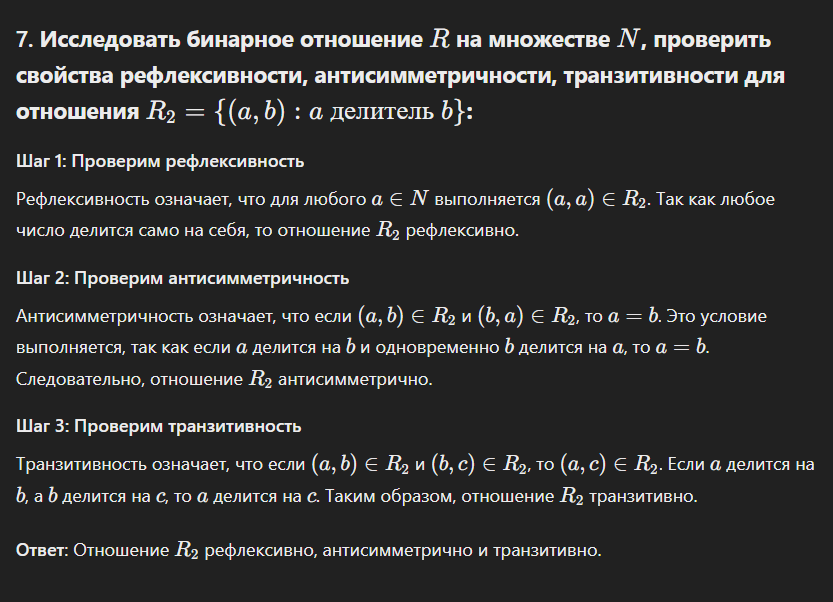 7. Исследовать бинарное отношение R на множестве N, проверить
свойства рефлексивности, антисимметричности, транзитивности для
отношения R₂ = {(a, b) : a делитель b}:
Шаг 1: Проверим рефлексивность
Рефлексивность означает, что для любого a ∈ N выполняется (a, a) ∈ R₂. Так как любое
число делится само на себя, то отношение R₂ рефлексивно.
Шаг 2: Проверим антисимметричность
Антисимметричность означает, что если (a, b) ∈ R₂ и (b, a) ∈ R₂, то a = b. Это условие
выполняется, так как если a делится на b и одновременно b делится на a, то a = b.
Следовательно, отношение R₂ антисимметрично.
Шаг 3: Проверим транзитивность
Транзитивность означает, что если (a, b) ∈ R₂ и (b, c) ∈ R₂, то (a, c) ∈ R₂. Если a делится на
b, а b делится на c, то a делится на c. Таким образом, отношение R₂ транзитивно.
Ответ: Отношение R₂ рефлексивно, антисимметрично и транзитивно.